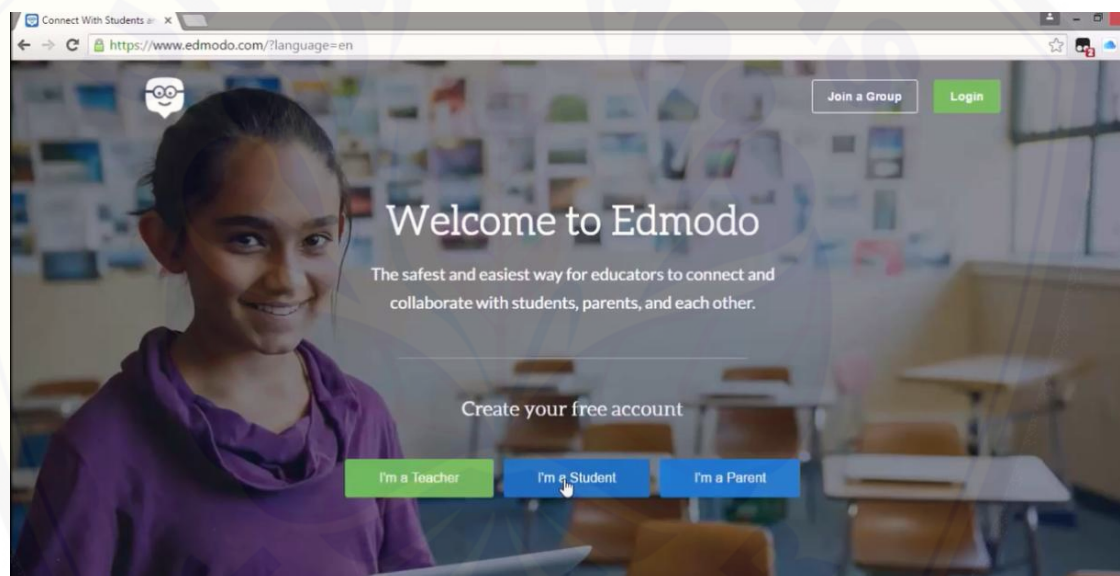 Connect With Students a
https://www.edmodo.com/?language=en
2
Join a Group
Login
Welcome to Edmodo
The safest and easiest way for educators to connect and
collaborate with students, parents, and each other.
Create your free account
I'm a Teacher
I'm a Student
I'm a Parent